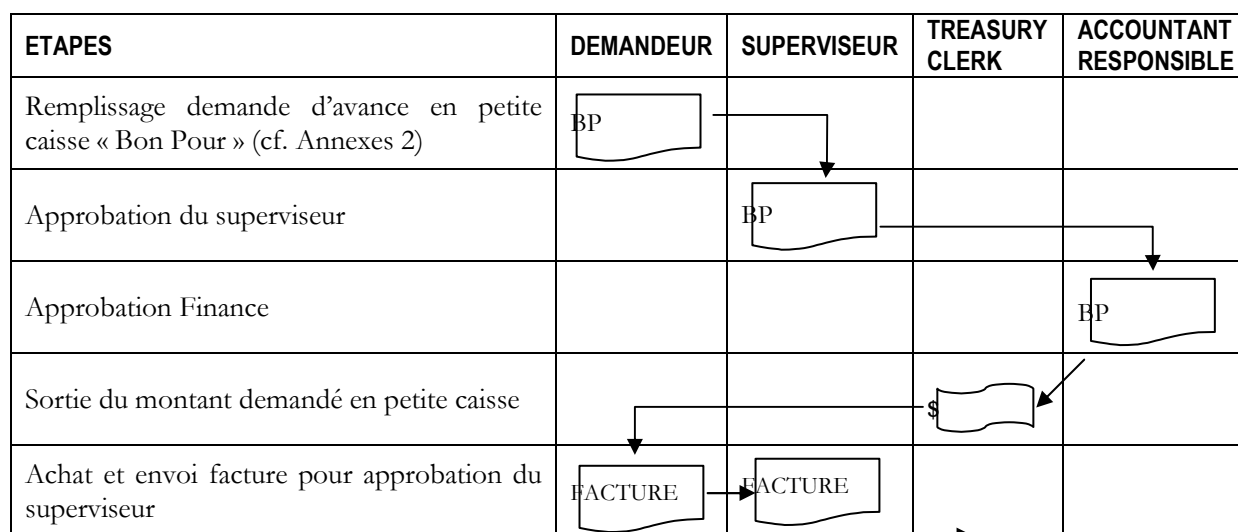 ETAPES DEMANDEUR SUPERVISEUR TREASURY CLERK ACCOUNTANT RESPONSIBLE
Remplissage demande d’avance en petite
caisse « Bon Pour » (cf. Annexes 2)
BP
Approbation du superviseur
BP
Approbation Finance
BP
Sortie du montant demandé en petite caisse
$
Achat et envoi facture pour approbation du
superviseur
FACTURE FACTURE